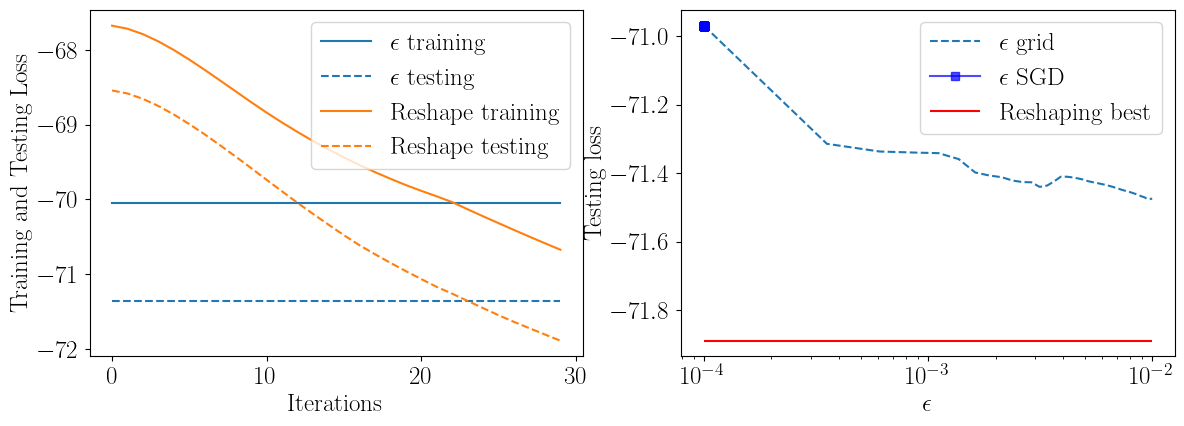 Training and Testing Loss
−68
−69
−70
−71
−72
0
10
20
30
Iterations
ϵ training
ϵ testing
Reshape training
Reshape testing
Testing loss
−71.0
−71.2
−71.4
−71.6
−71.8
10⁻⁴
10⁻³
10⁻²
ϵ
ϵ grid
ϵ SGD
Reshaping best